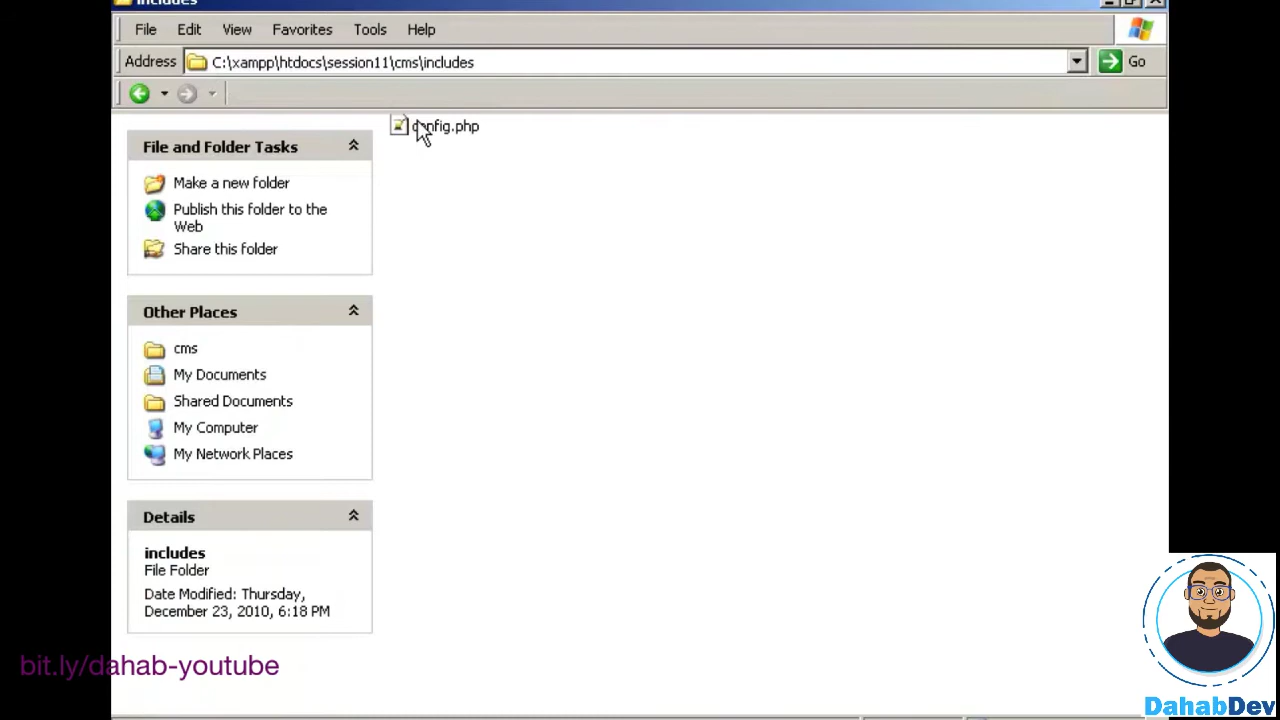 includes
File Edit View Favorites Tools Help
Address C:\xampp\htdocs\session11\cms\includes Go
config.php
File and Folder Tasks
Make a new folder
Publish this folder to the
Web
Share this folder
Other Places
cms
My Documents
Shared Documents
My Computer
My Network Places
Details
includes
File Folder
Date Modified: Thursday,
December 23, 2010, 6:18 PM
bit.ly/dahab-youtube
DahabDev